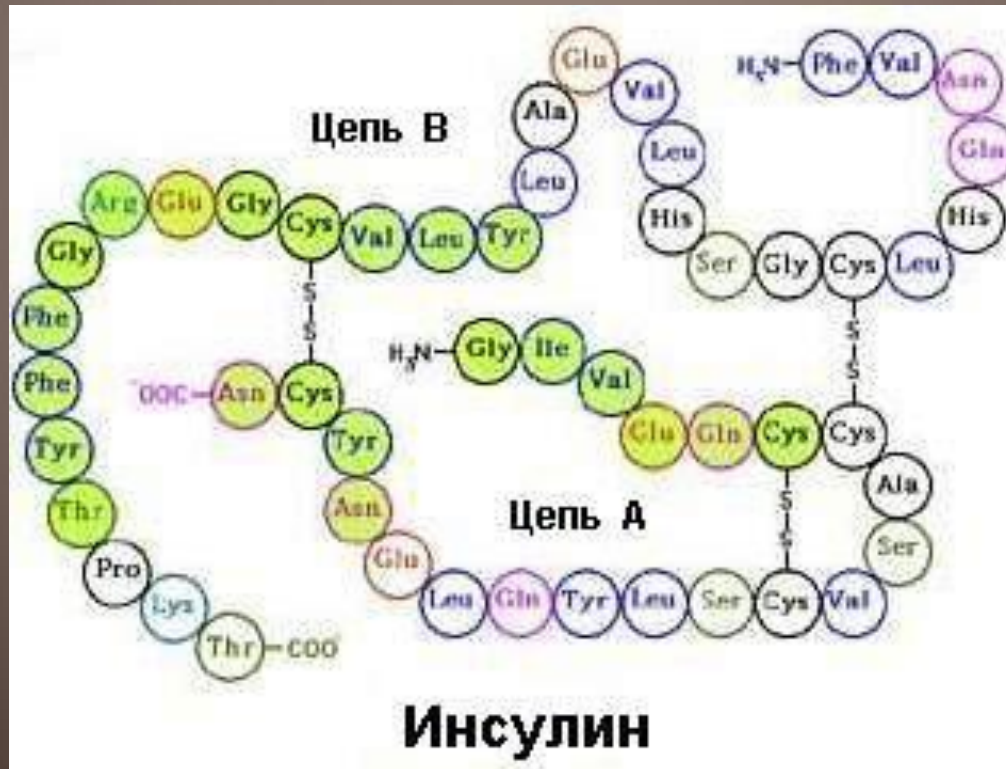 Цепь B
H₃N–Phe Val Asn Gln His Leu Cys Gly Ser His Leu Val Glu Ala Leu Tyr Leu Val Cys Gly Glu Arg Gly Phe Phe Tyr Thr Pro Lys Thr–COO
S
S
S
S
H₃N–Gly Ile Val Glu Gln Cys Cys Ala Ser Val Cys Ser Leu Tyr Gln Leu Glu Asn Tyr Cys Asn–COO⁻
S
S
Цепь A
Инсулин